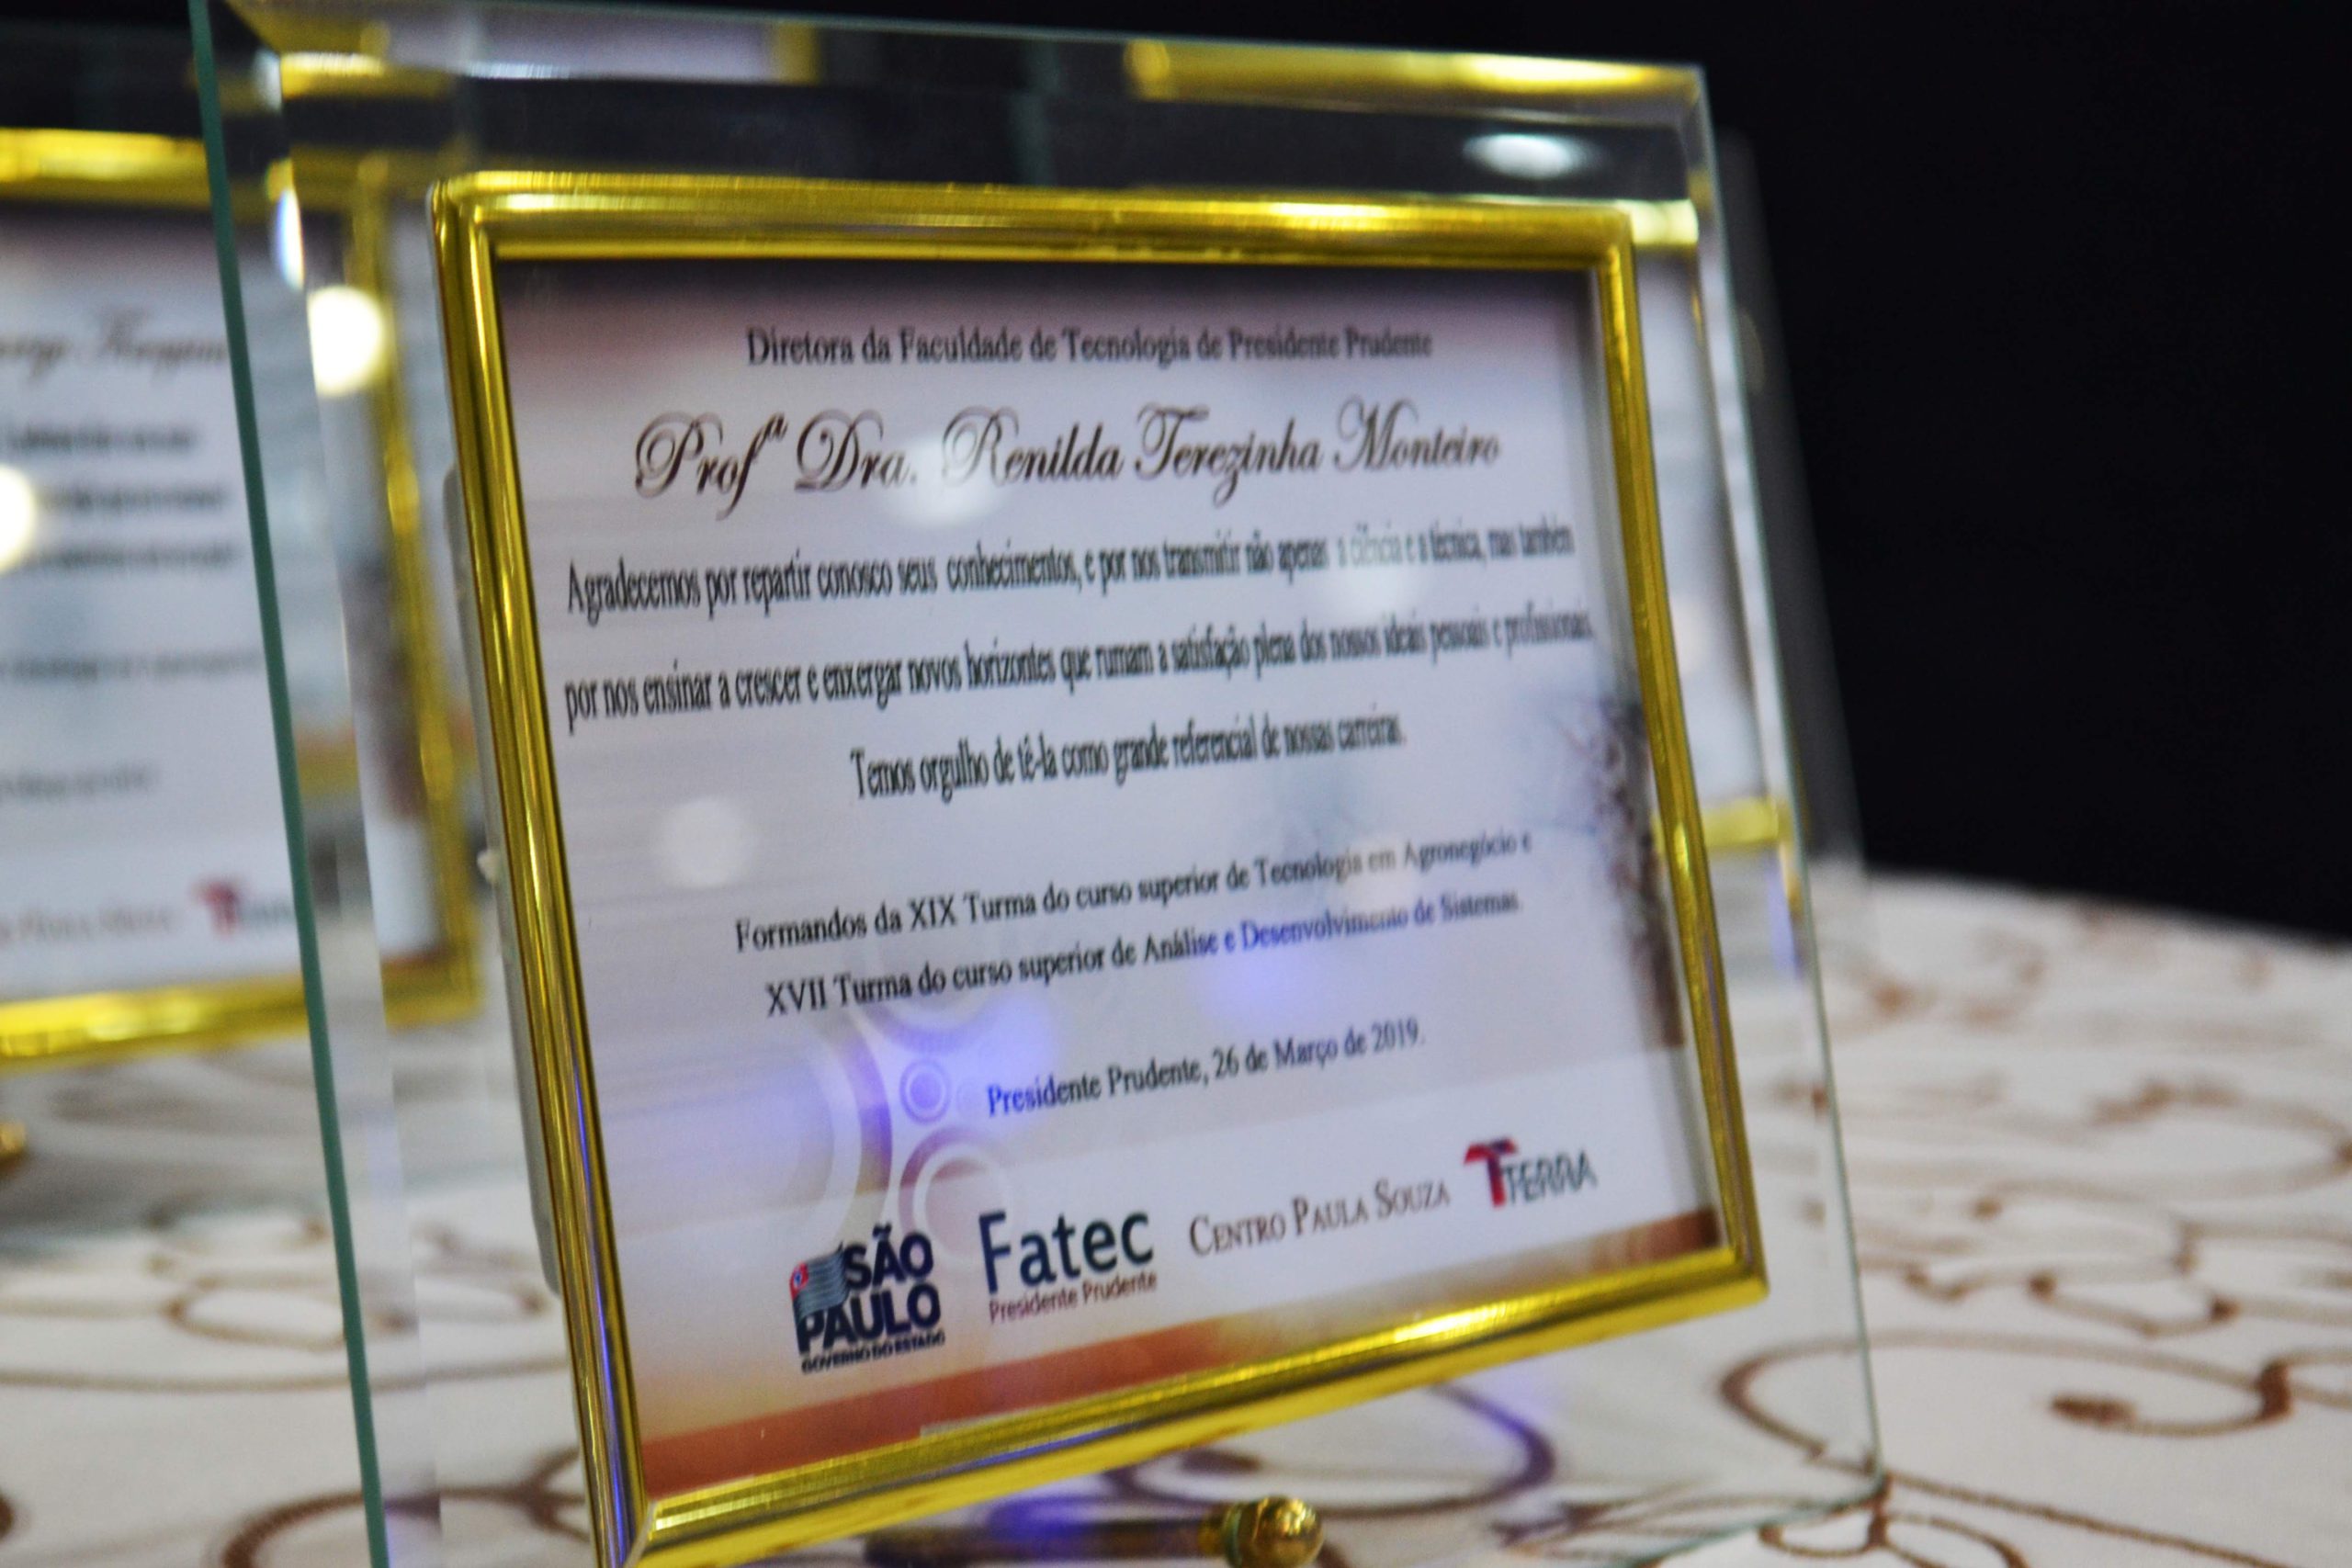 Diretora da Faculdade de Tecnologia de Presidente Prudente
Profª Dra. Renilda Terezinha Monteiro
Agradecemos por repartir conosco seus conhecimentos, e por nos transmitir não apenas a ciência e a técnica, mas também
por nos ensinar a crescer e enxergar novos horizontes que rumam a satisfação plena dos nossos ideais pessoais e profissionais.
Temos orgulho de tê-la como grande referencial de nossas carreiras.
Formandos da XIX Turma do curso superior de Tecnologia em Agronegócio e
XVII Turma do curso superior de Análise e Desenvolvimento de Sistemas.
Presidente Prudente, 26 de Março de 2019.
SÃO
PAULO
GOVERNO DO ESTADO
Fatec
Presidente Prudente
CENTRO PAULA SOUZA
TERRA